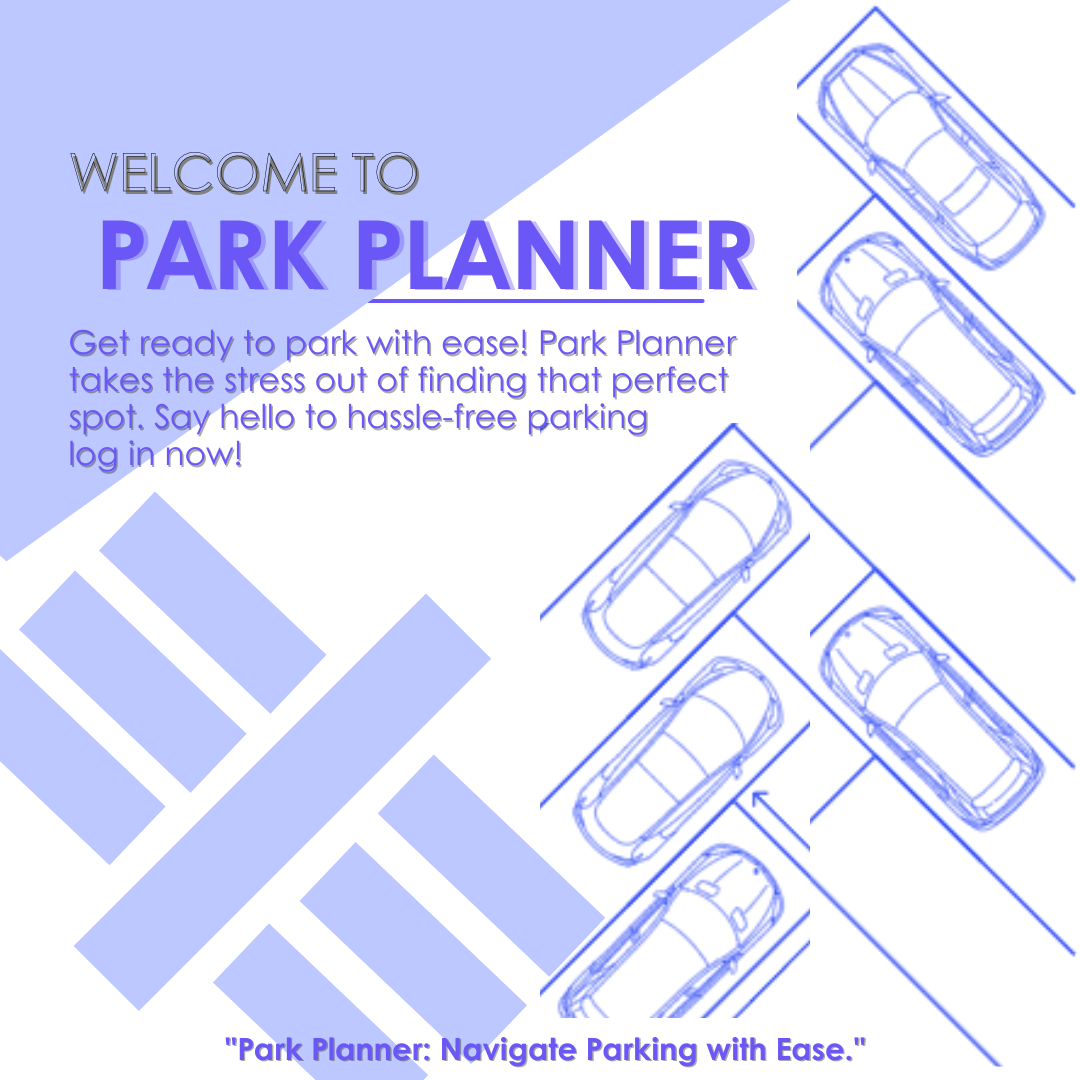 WELCOME TO
PARK PLANNER
Get ready to park with ease! Park Planner
takes the stress out of finding that perfect
spot. Say hello to hassle-free parking
log in now!
"Park Planner: Navigate Parking with Ease."